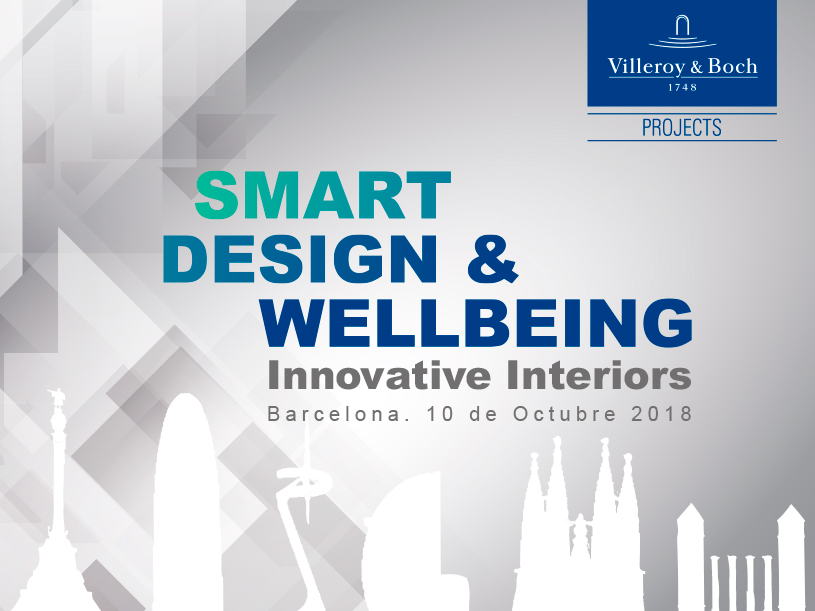 Villeroy & Boch
1748
PROJECTS
SMART
DESIGN &
WELLBEING
Innovative Interiors
Barcelona. 10 de Octubre 2018